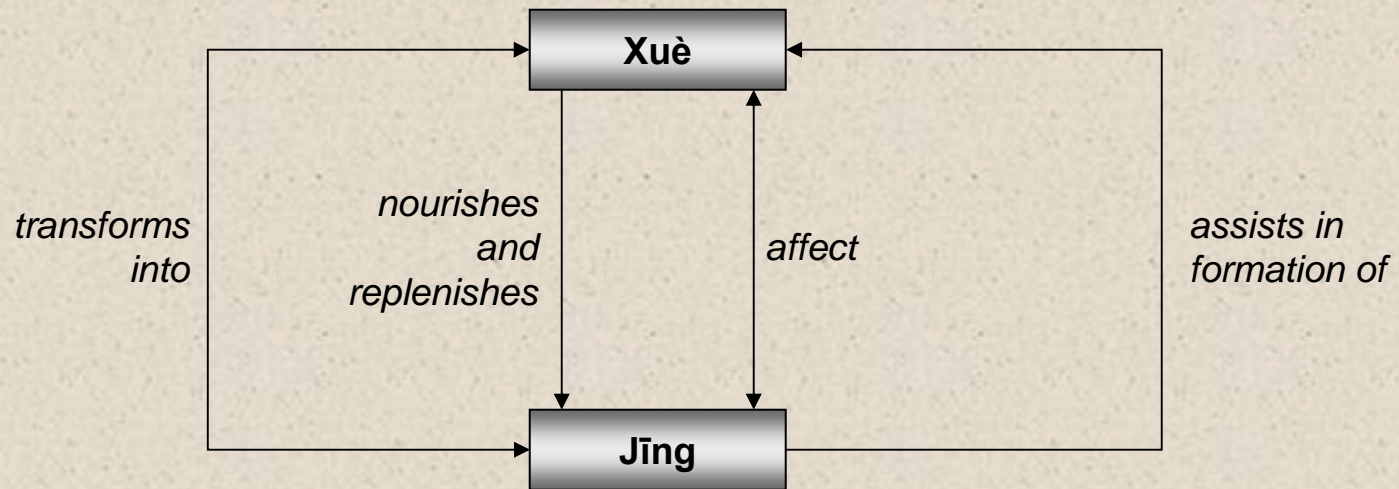 Xuè
transforms
into
nourishes
and
replenishes
affect
assists in
formation of
Jīng